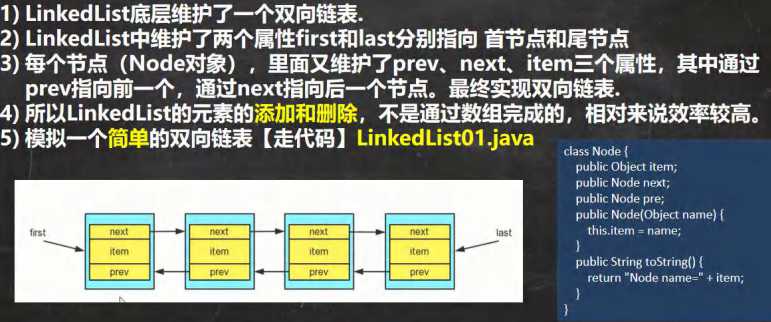 1) LinkedList底层维护了一个双向链表.
2) LinkedList中维护了两个属性first和last分别指向 首节点和尾节点
3) 每个节点（Node对象），里面又维护了prev、next、item三个属性，其中通过
prev指向前一个，通过next指向后一个节点。最终实现双向链表.
4) 所以LinkedList的元素的添加和删除，不是通过数组完成的，相对来说效率较高。
5) 模拟一个简单的双向链表【走代码】LinkedList01.java
first
next
item
prev
next
item
prev
next
item
prev
next
item
prev
last
class Node {
public Object item;
public Node next;
public Node pre;
public Node(Object name) {
this.item = name;
}
public String toString() {
return "Node name=" + item;
}
}